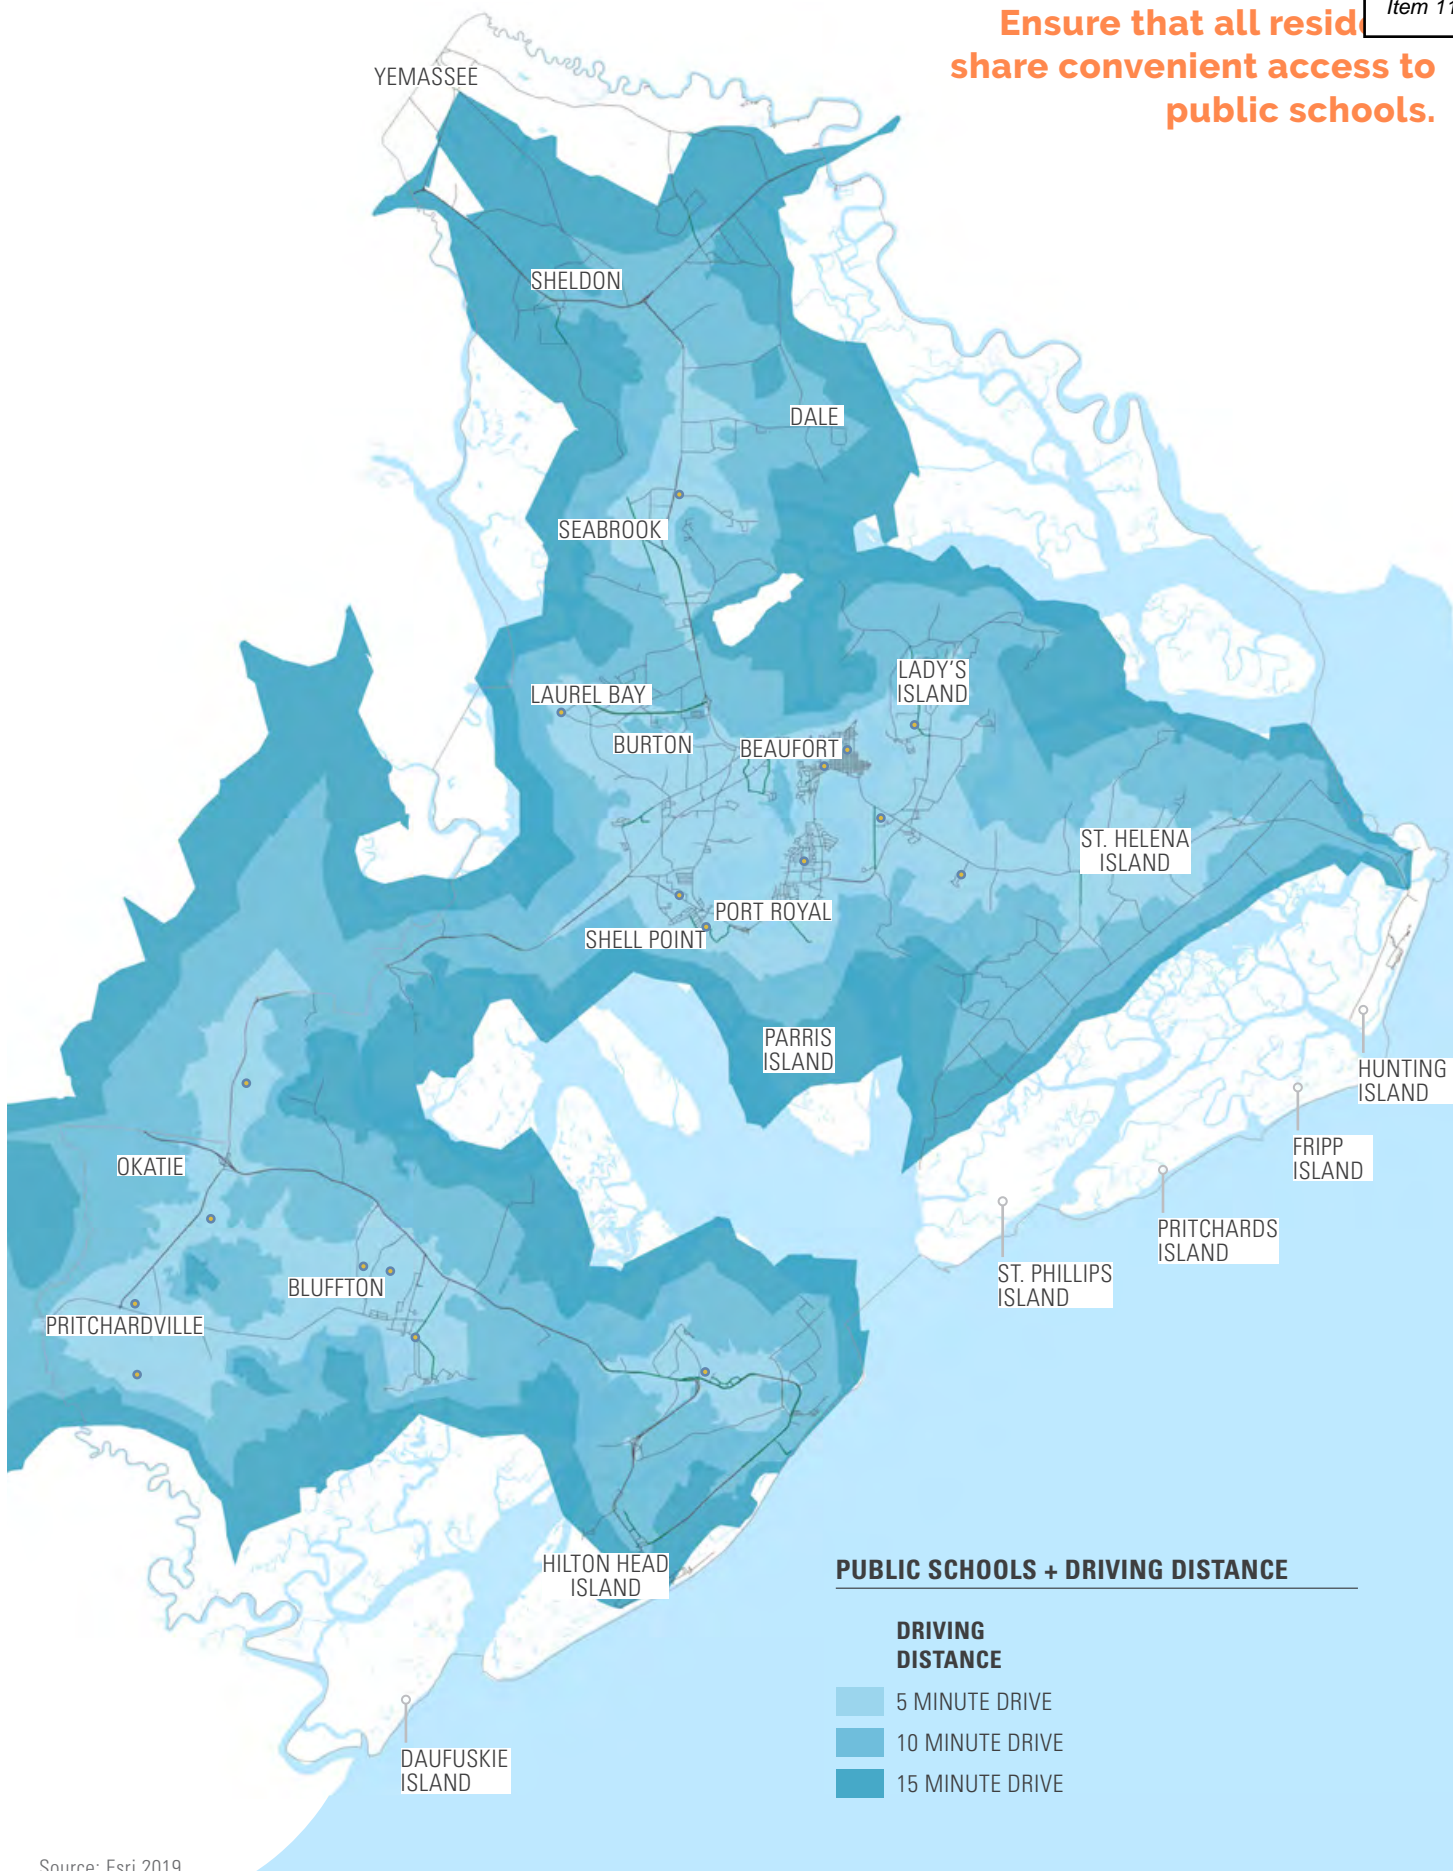 Item 11
Ensure that all
share convenient access to
public schools.
YEMASSEE
SHELDON
DALE
SEABROOK
LADY'S
ISLAND
LAUREL BAY
BURTON
BEAUFORT
ST. HELENA
ISLAND
PORT ROYAL
SHELL POINT
PARRIS
ISLAND
HUNTING
ISLAND
FRIPP
ISLAND
OKATIE
PRITCHARDS
ISLAND
ST. PHILLIPS
ISLAND
BLUFFTON
PRITCHARDVILLE
HILTON HEAD
ISLAND
DAUFUSKIE
ISLAND
PUBLIC SCHOOLS + DRIVING DISTANCE
DRIVING
DISTANCE
5 MINUTE DRIVE
10 MINUTE DRIVE
15 MINUTE DRIVE
Source: Esri 2019